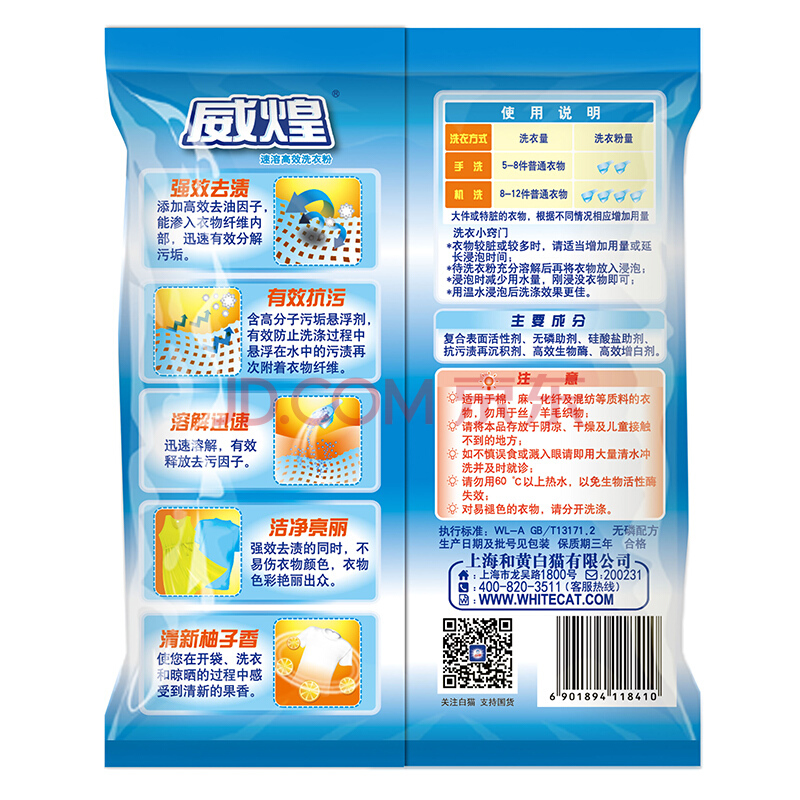 威煌®
速溶高效洗衣粉
强效去渍
添加高效去油因子，
能渗入衣物纤维内
部，迅速有效分解
污垢。
有效抗污
含高分子污垢悬浮剂，
有效防止洗涤过程中
悬浮在水中的污渍再
次附着衣物纤维。
溶解迅速
迅速溶解，有效
释放去污因子。
洁净亮丽
强效去渍的同时，不
易伤衣物颜色，衣物
色彩艳丽出众。
清新柚子香
使您在开袋、洗衣
和晾晒的过程中感
受到清新的果香。
使用说明
洗衣方式 洗衣量 洗衣粉量
手洗 5-8件普通衣物
机洗 8-12件普通衣物
大件或特脏的衣物，根据不同情况相应增加用量
洗衣小窍门
*衣物较脏或较多时，请适当增加用量或延
长浸泡时间；
*待洗衣粉充分溶解后再将衣物放入浸泡；
*浸泡时减少用水量，刚浸没衣物即可；
*用温水浸泡后洗涤效果更佳。
主要成分
复合表面活性剂、无磷助剂、硅酸盐助剂、
抗污渍再沉积剂、高效生物酶、高效增白剂。
注意
适用于棉、麻、化纤及混纺等质料的衣
物，勿用于丝、羊毛织物；
请将本品存放于阴凉、干燥及儿童接触
不到的地方；
如不慎误食或溅入眼请即用大量清水冲
洗并及时就诊；
请勿用60℃以上热水，以免生物活性酶
失效；
对易褪色的衣物，请分开洗涤。
执行标准：WL-A GB/T13171.2 无磷配方
生产日期及批号见包装 保质期三年 合格
上海和黄白猫有限公司
：上海市龙吴路1800号 ：200231
：400-820-3511（客服热线）
：WWW.WHITECAT.COM
关注白猫 支持国货
6 901894 118410
JD.COM 京东